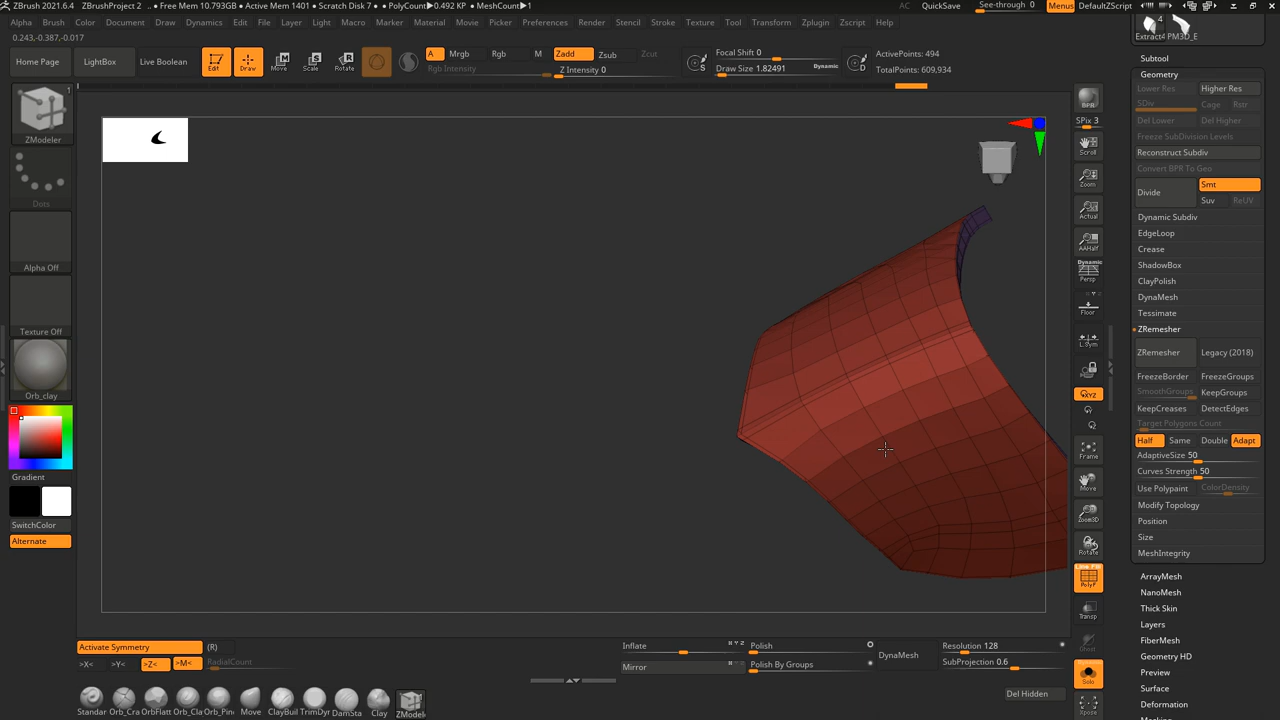 ZBrush 2021.6.4 ZBrushProject 2 .. • Free Mem 10.793GB • Active Mem 1401 • Scratch Disk 7 • PolyCount▶0.492 KP • MeshCount▶1 AC QuickSave See-through 0 Menus DefaultZScript
Alpha Brush Color Document Draw Dynamics Edit File Layer Light Macro Marker Material Movie Picker Preferences Render Stencil Stroke Texture Tool Transform Zplugin Zscript Help
0.243,-0.387,-0.017
4
Extract4 PM3D_E
Home Page LightBox Live Boolean Edit Draw Move Scale Rotate A Mrgb Rgb M Zadd Zsub Zcut Focal Shift 0 ActivePoints: 494
Rgb Intensity Z Intensity 0 S Draw Size 1.82491 Dynamic D TotalPoints: 609,934
Subtool
Geometry
Lower Res Higher Res
SDiv Cage Rstr
Del Lower Del Higher
Freeze SubDivision Levels
Reconstruct Subdiv
Convert BPR To Geo
Divide Smt
Suv ReUV
Dynamic Subdiv
EdgeLoop
Crease
ShadowBox
ClayPolish
DynaMesh
Tessimate
ZRemesher
ZRemesher Legacy (2018)
FreezeBorder FreezeGroups
SmoothGroups KeepGroups
KeepCreases DetectEdges
Target Polygons Count
Half Same Double Adapt
AdaptiveSize 50
Curves Strength 50
Use Polypaint ColorDensity
Modify Topology
Position
Size
MeshIntegrity
ArrayMesh
NanoMesh
Thick Skin
Layers
FiberMesh
Geometry HD
Preview
Surface
Deformation
Masking
1
ZModeler
Dots
Alpha Off
Texture Off
Orb_clay
Gradient
SwitchColor
Alternate
BPR
SPix 3
Scroll
Zoom
Actual
AAHalf
Dynamic
Persp
Floor
L.Sym
XYZ
Frame
Move
Zoom3D
Rotate
Line Fill
PolyF
Transp
Ghost
Dynamic
Solo
Xpose
Activate Symmetry (R)
>X< >Y< >Z< >M< RadialCount
Inflate X Y Z Polish Resolution 128
Mirror Polish By Groups DynaMesh SubProjection 0.6
Del Hidden
Standar Orb_Cra OrbFlatt Orb_Cla Orb_Pin Move ClayBuil TrimDyr DamSta Clay ZModel